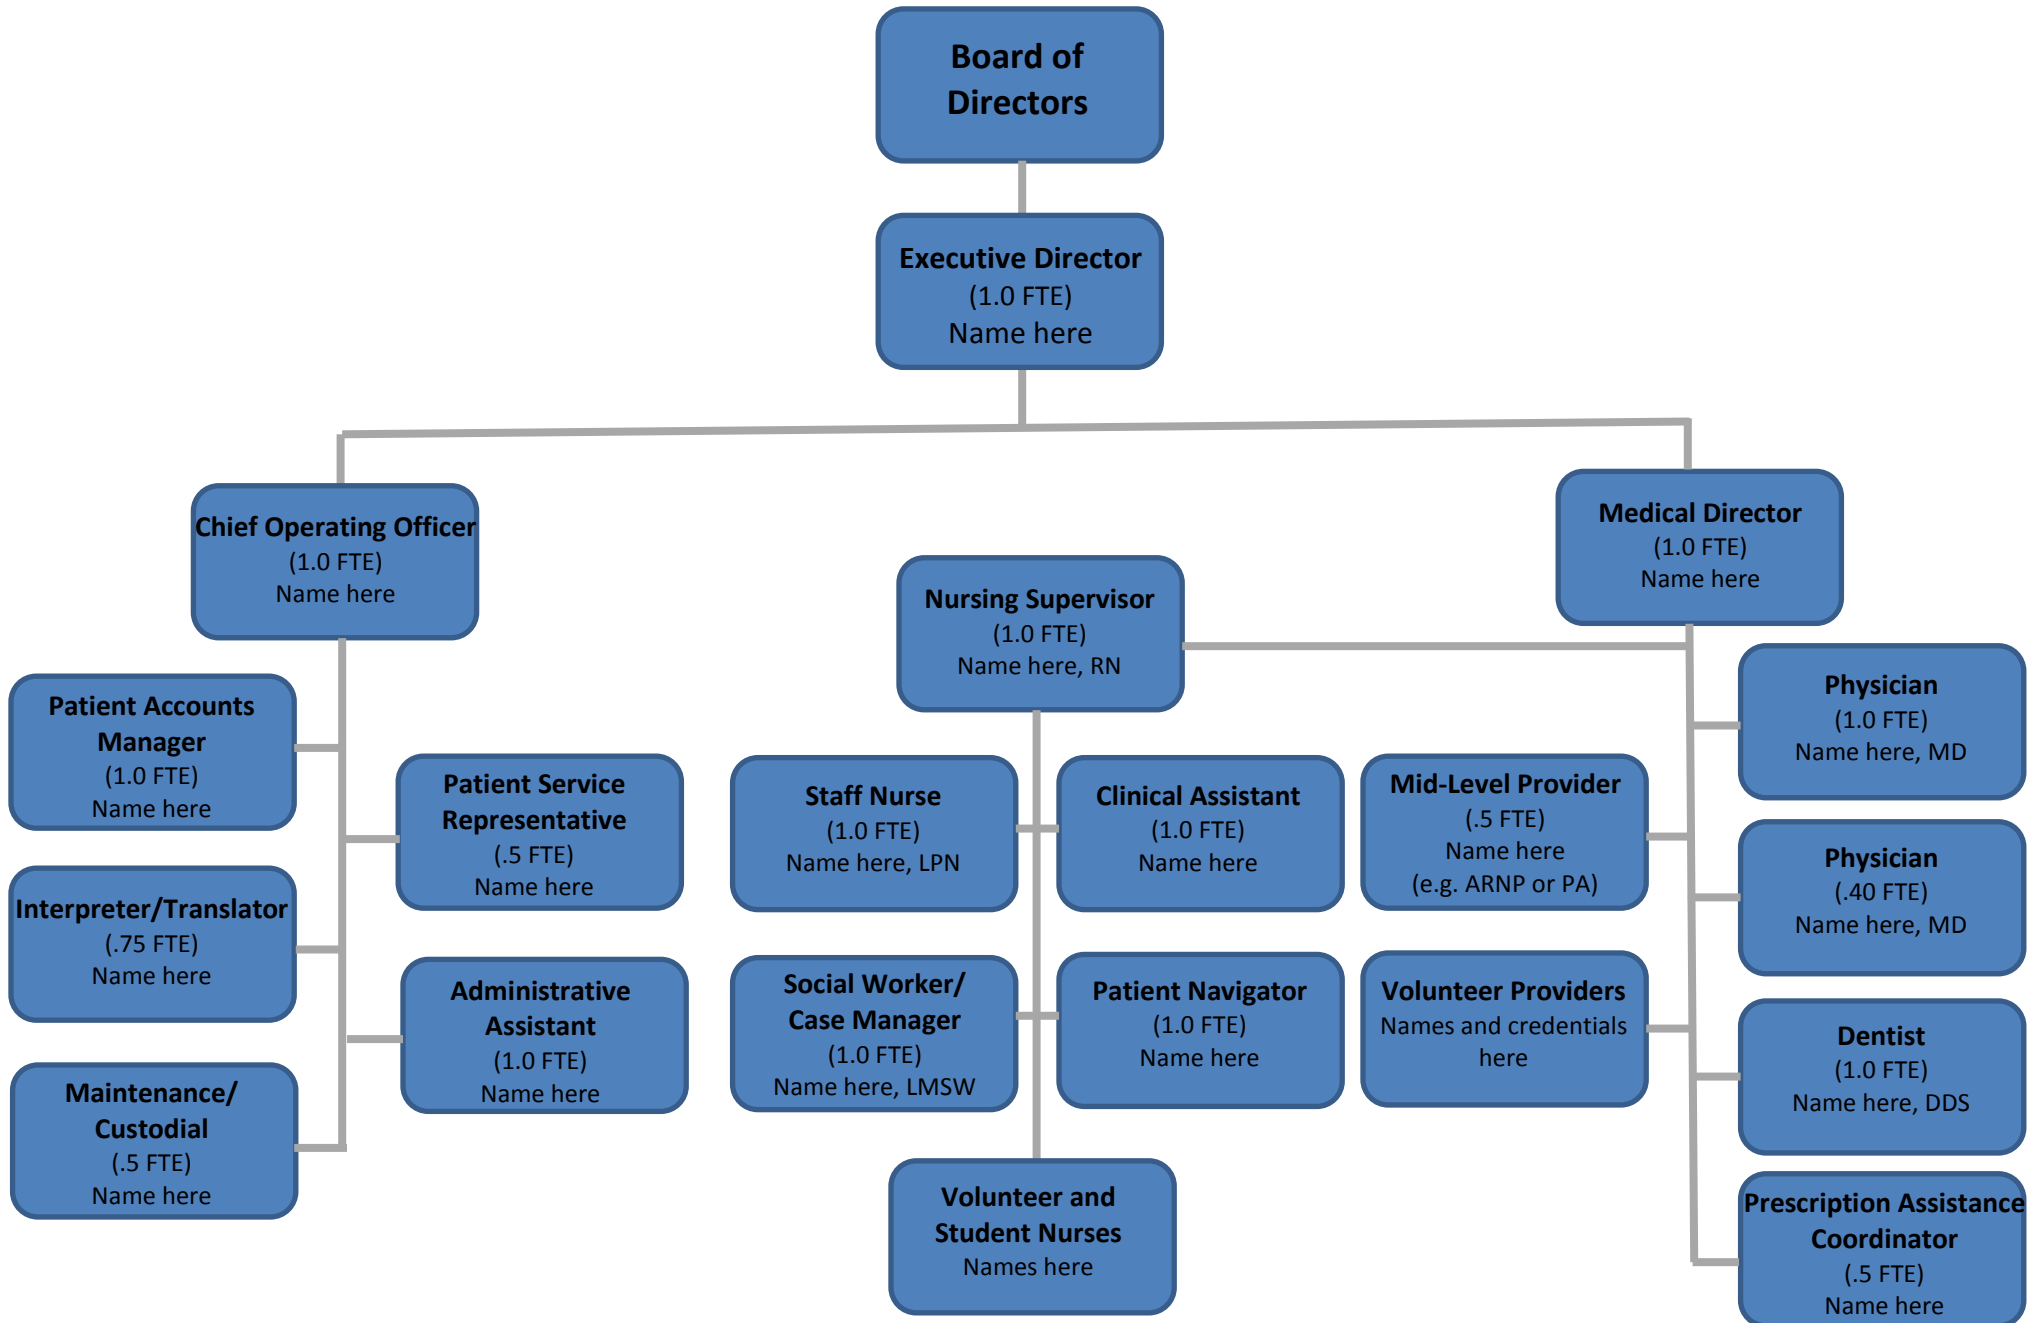 Board of
Directors
Executive Director
(1.0 FTE)
Name here
Chief Operating Officer
(1.0 FTE)
Name here
Medical Director
(1.0 FTE)
Name here
Nursing Supervisor
(1.0 FTE)
Name here, RN
Patient Accounts
Manager
(1.0 FTE)
Name here
Patient Service
Representative
(.5 FTE)
Name here
Interpreter/Translator
(.75 FTE)
Name here
Administrative
Assistant
(1.0 FTE)
Name here
Maintenance/
Custodial
(.5 FTE)
Name here
Staff Nurse
(1.0 FTE)
Name here, LPN
Clinical Assistant
(1.0 FTE)
Name here
Social Worker/
Case Manager
(1.0 FTE)
Name here, LMSW
Patient Navigator
(1.0 FTE)
Name here
Volunteer and
Student Nurses
Names here
Mid-Level Provider
(.5 FTE)
Name here
(e.g. ARNP or PA)
Volunteer Providers
Names and credentials
here
Physician
(1.0 FTE)
Name here, MD
Physician
(.40 FTE)
Name here, MD
Dentist
(1.0 FTE)
Name here, DDS
Prescription Assistance
Coordinator
(.5 FTE)
Name here